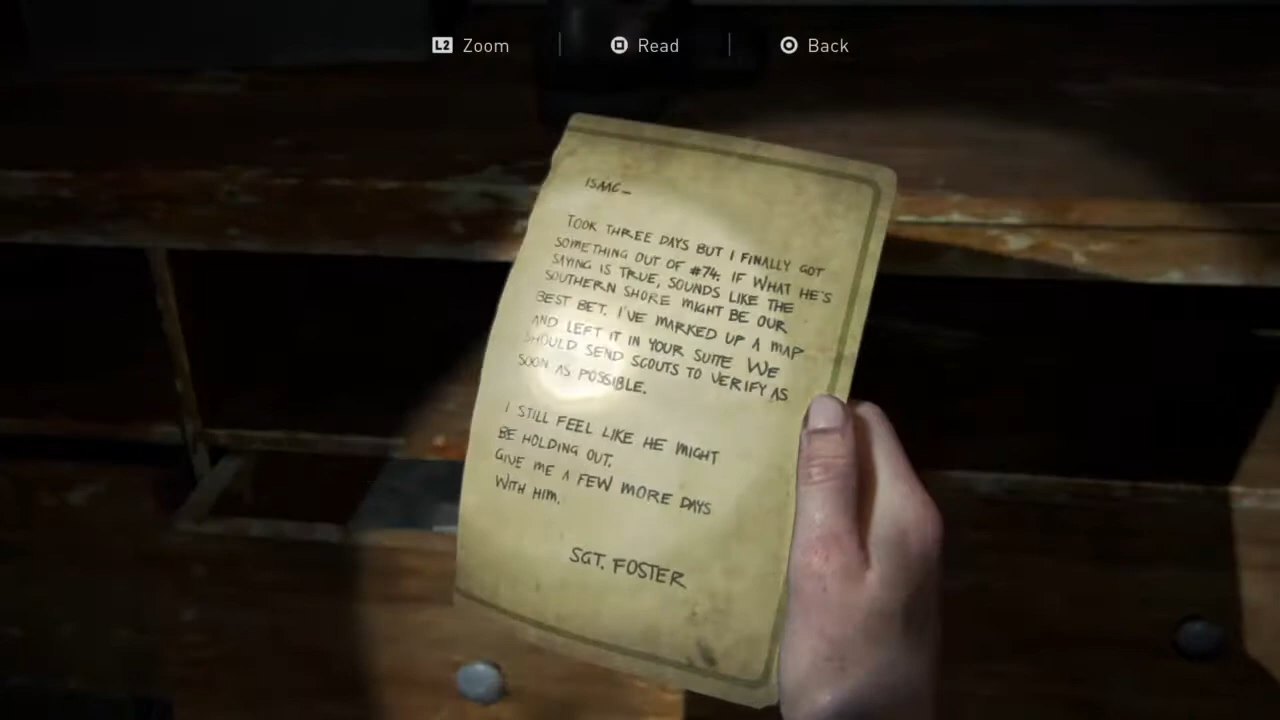 L2 Zoom | Read | Back
ISAAC_
TOOK THREE DAYS BUT I FINALLY GOT
SOMETHING OUT OF #74. IF WHAT HE'S
SAYING IS TRUE, SOUNDS LIKE THE
SOUTHERN SHORE MIGHT BE OUR
BEST BET. I'VE MARKED UP A MAP
AND LEFT IT IN YOUR SUITE WE
SHOULD SEND SCOUTS TO VERIFY AS
SOON AS POSSIBLE.
I STILL FEEL LIKE HE MIGHT
BE HOLDING OUT.
GIVE ME A FEW MORE DAYS
WITH HIM.
SGT. FOSTER